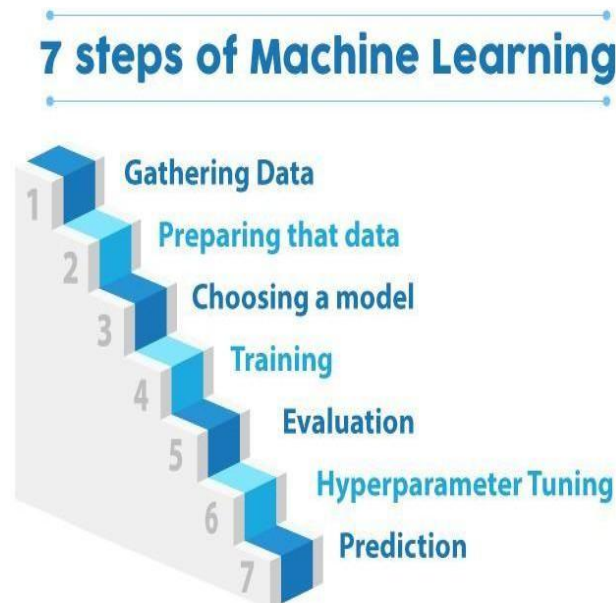 7 steps of Machine Learning
1 Gathering Data
2 Preparing that data
3 Choosing a model
4 Training
5 Evaluation
6 Hyperparameter Tuning
7 Prediction